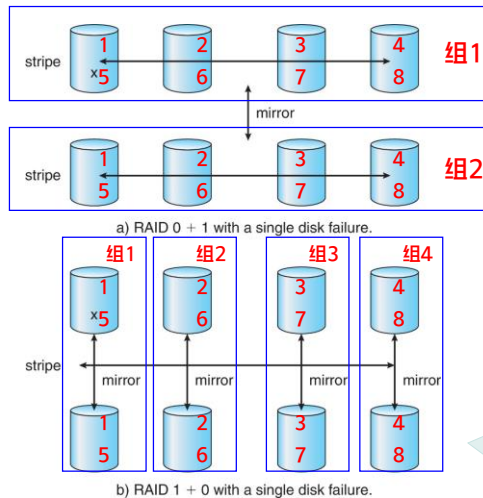 1 2 3 4 组1
stripe
x5 6 7 8
mirror
1 2 3 4
stripe 组2
5 6 7 8
a) RAID 0 + 1 with a single disk failure.
组1 组2 组3 组4
1 2 3 4
x5 6 7 8
stripe
mirror mirror mirror mirror
1 2 3 4
5 6 7 8
b) RAID 1 + 0 with a single disk failure.